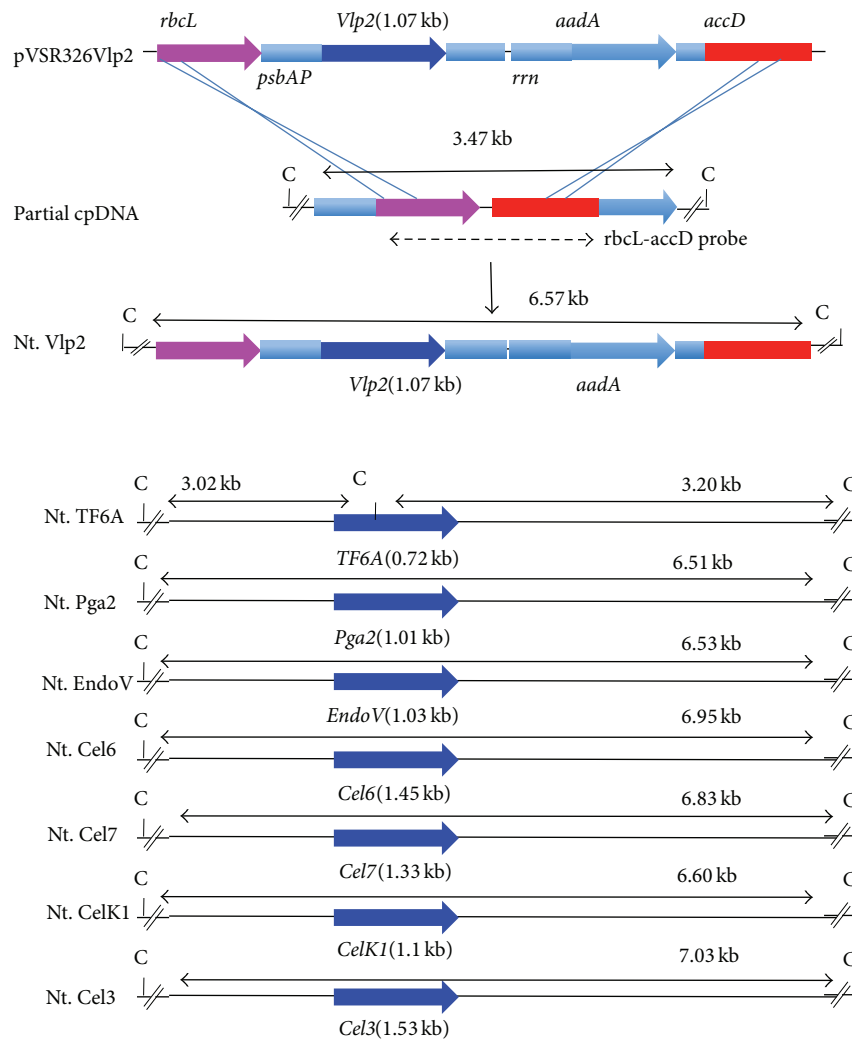 rbcL Vlp2(1.07 kb) aadA accD
pVSR326Vlp2
psbAP rrn
3.47 kb
C C
Partial cpDNA
rbcL-accD probe
6.57 kb
C C
Nt. Vlp2
Vlp2(1.07 kb) aadA
C 3.02 kb C 3.20 kb C
Nt. TF6A
TF6A(0.72 kb) 6.51 kb
C C
Nt. Pga2
Pga2(1.01 kb) 6.53 kb
C C
Nt. EndoV
EndoV(1.03 kb) 6.95 kb
C C
Nt. Cel6
Cel6(1.45 kb) 6.83 kb
C C
Nt. Cel7
Cel7(1.33 kb) 6.60 kb
C C
Nt. CelK1
CelK1(1.1 kb) 7.03 kb
C C
Nt. Cel3
Cel3(1.53 kb)